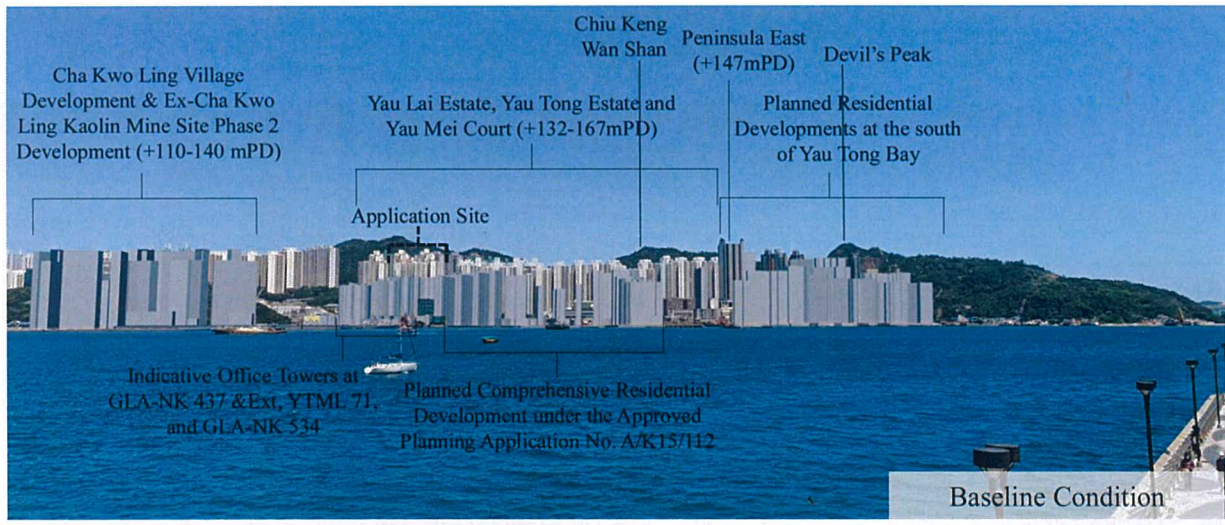 Cha Kwo Ling Village
Development & Ex-Cha Kwo
Ling Kaolin Mine Site Phase 2
Development (+110-140 mPD)
Yau Lai Estate, Yau Tong Estate and
Yau Mei Court (+132-167mPD)
Application Site
Chiu Keng
Wan Shan
Peninsula East
(+147mPD)
Devil's Peak
Planned Residential
Developments at the south
of Yau Tong Bay
Indicative Office Towers at
GLA-NK 437 &Ext, YTML 71,
and GLA-NK 534
Planned Comprehensive Residential
Development under the Approved
Planning Application No. A/K15/112
Baseline Condition